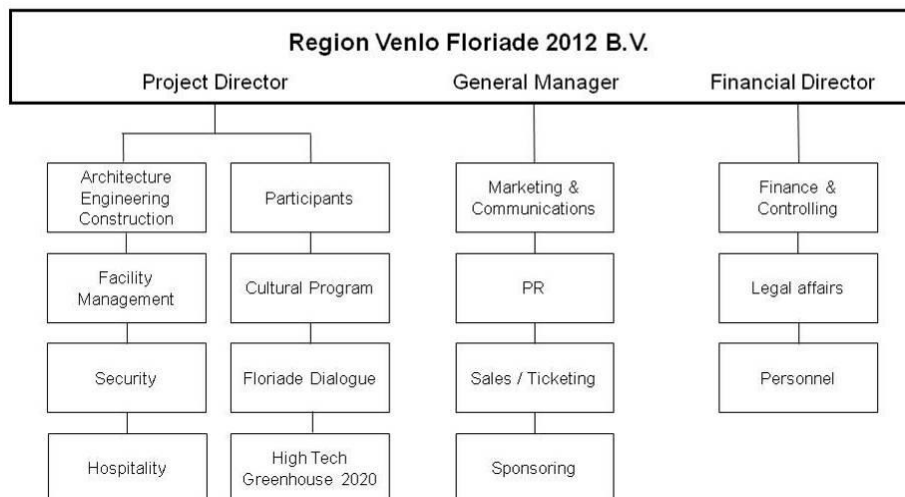 Region Venlo Floriade 2012 B.V.
Project Director
General Manager
Financial Director
Architecture
Engineering
Construction
Participants
Marketing &
Communications
Finance &
Controlling
Facility
Management
Cultural Program
PR
Legal affairs
Security
Floriade Dialogue
Sales / Ticketing
Personnel
Hospitality
High Tech
Greenhouse 2020
Sponsoring